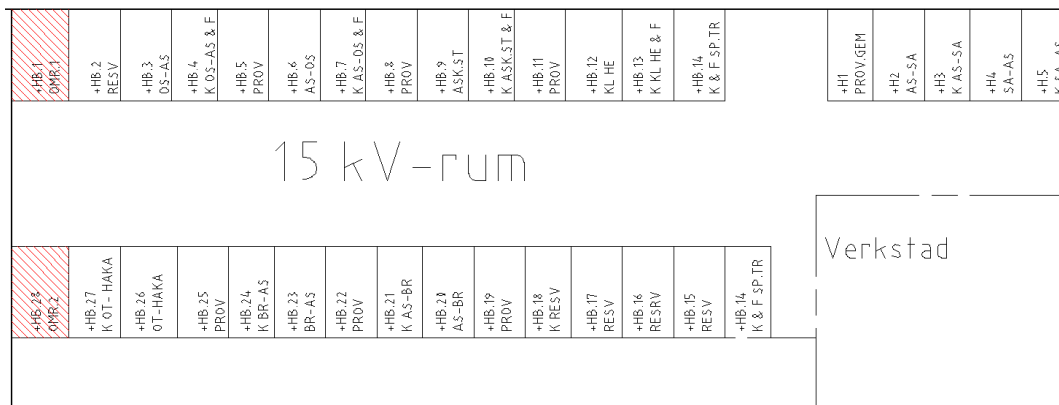 +HB.1
OMR.1
+HB.2
RESV
+HB.3
OS-AS
+HB.4
K OS-AS & F
+HB.5
PROV
+HB.6
AS-OS
+HB.7
K AS-OS & F
+HB.8
PROV
+HB.9
ASK.ST
+HB.10
K ASK.ST & F
+HB.11
PROV
+HB.12
KL HE
+HB.13
K KL HE & F
+HB.14
K & F SP.TR
+H1
PROV.GEM
+H2
AS-SA
+H3
K AS-SA
+H4
SA-AS
+H.5
K SA-AS
15 kV-rum
Verkstad
+HB.28
OMR.2
+HB.27
K OT- HAKA
+HB.26
OT-HAKA
+HB.25
PROV
+HB.24
K BR-AS
+HB.23
BR-AS
+HB.22
PROV
+HB.21
K AS-BR
+HB.20
AS-BR
+HB.19
PROV
+HB.18
K RESV
+HB.17
RESV
+HB.16
RESRV
+HB.15
RESV
+HB.14
K & F SP.TR